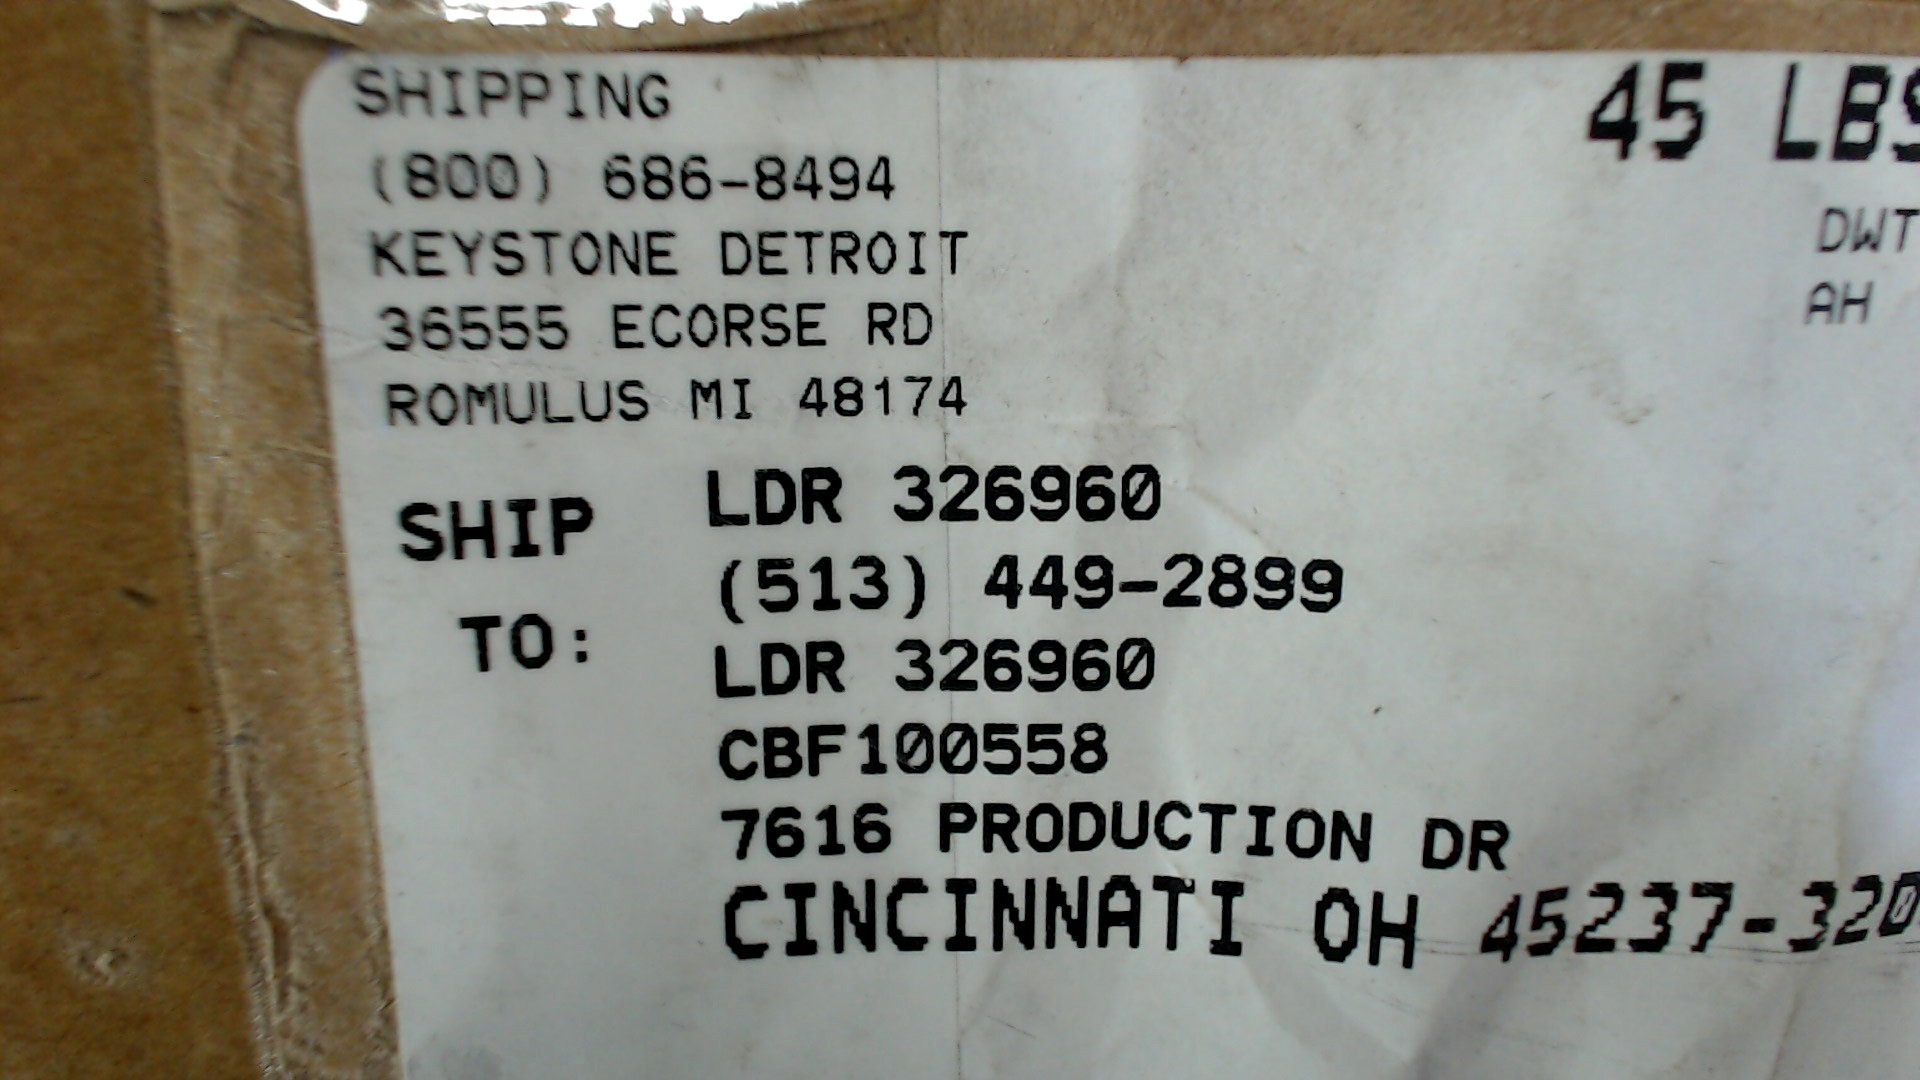 SHIPPING
(800) 686-8494
KEYSTONE DETROIT
36555 ECORSE RD
ROMULUS MI 48174
45 LBS
DWT
AH
SHIP TO:
LDR 326960
(513) 449-2899
LDR 326960
CBF100558
7616 PRODUCTION DR
CINCINNATI OH 45237-320